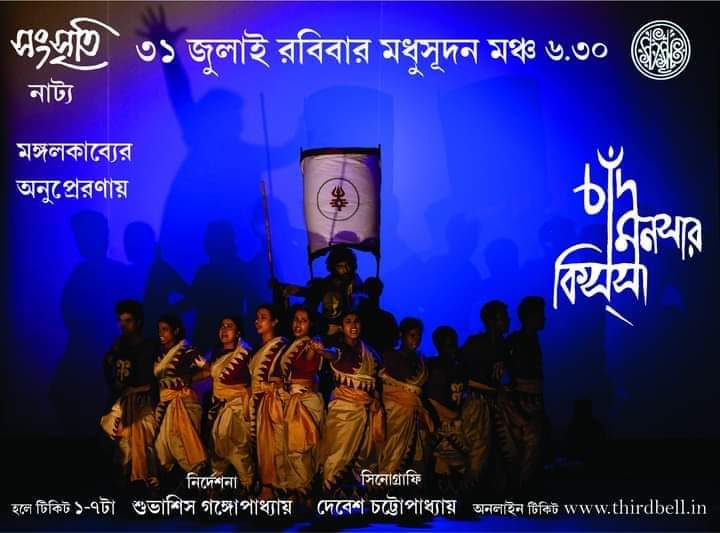 সংসৃতি
৩১ জুলাই রবিবার মধুসূদন মঞ্চ ৬.৩০
নাট্য
মঙ্গলকাব্যের
অনুপ্রেরণায়
চাঁদ
মনসার
কিস্সা
নির্দেশনা
সিনোগ্রাফি
হলে টিকিট ১-৭টা শুভাশিস গঙ্গোপাধ্যায় দেবেশ চট্টোপাধ্যায় অনলাইন টিকিট www.thirdbell.in